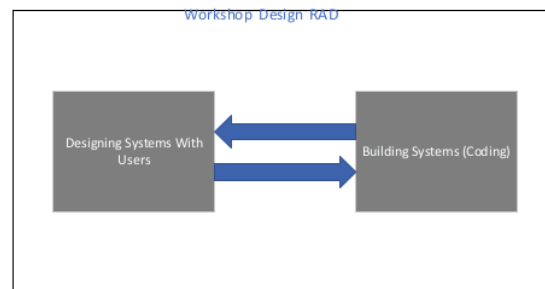 Workshop Design RAD
Designing Systems With
Users
Building Systems (Coding)